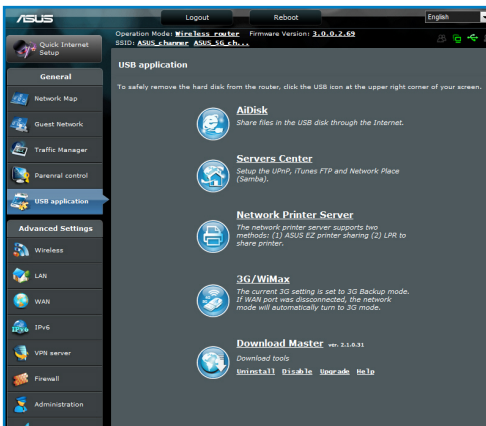 ASUS
Logout
Reboot
English
Quick Internet
Setup
Operation Mode: Wireless router Firmware Version: 3.0.0.2.69
SSID: ASUS_channer ASUS_5G_ch...
General
Network Map
Guest Network
Traffic Manager
Parenral control
USB application
Advanced Settings
Wireless
LAN
WAN
IPv6
VPN server
Firewall
Administration
USB application
To safely remove the hard disk from the router, click the USB icon at the upper right corner of your screen.
AiDisk
Share files in the USB disk through the Internet.
Servers Center
Setup the UPnP, iTunes FTP and Network Place
(Samba).
Network Printer Server
The network printer server supports two
methods: (1) ASUS EZ printer sharing (2) LPR to
share printer.
3G/WiMax
The current 3G setting is set to 3G Backup mode.
If WAN port was dissconnected, the network
mode will automatically turn to 3G mode.
Download Master ver. 2.1.0.31
Download tools
Uninstall Disable Upgrade Help